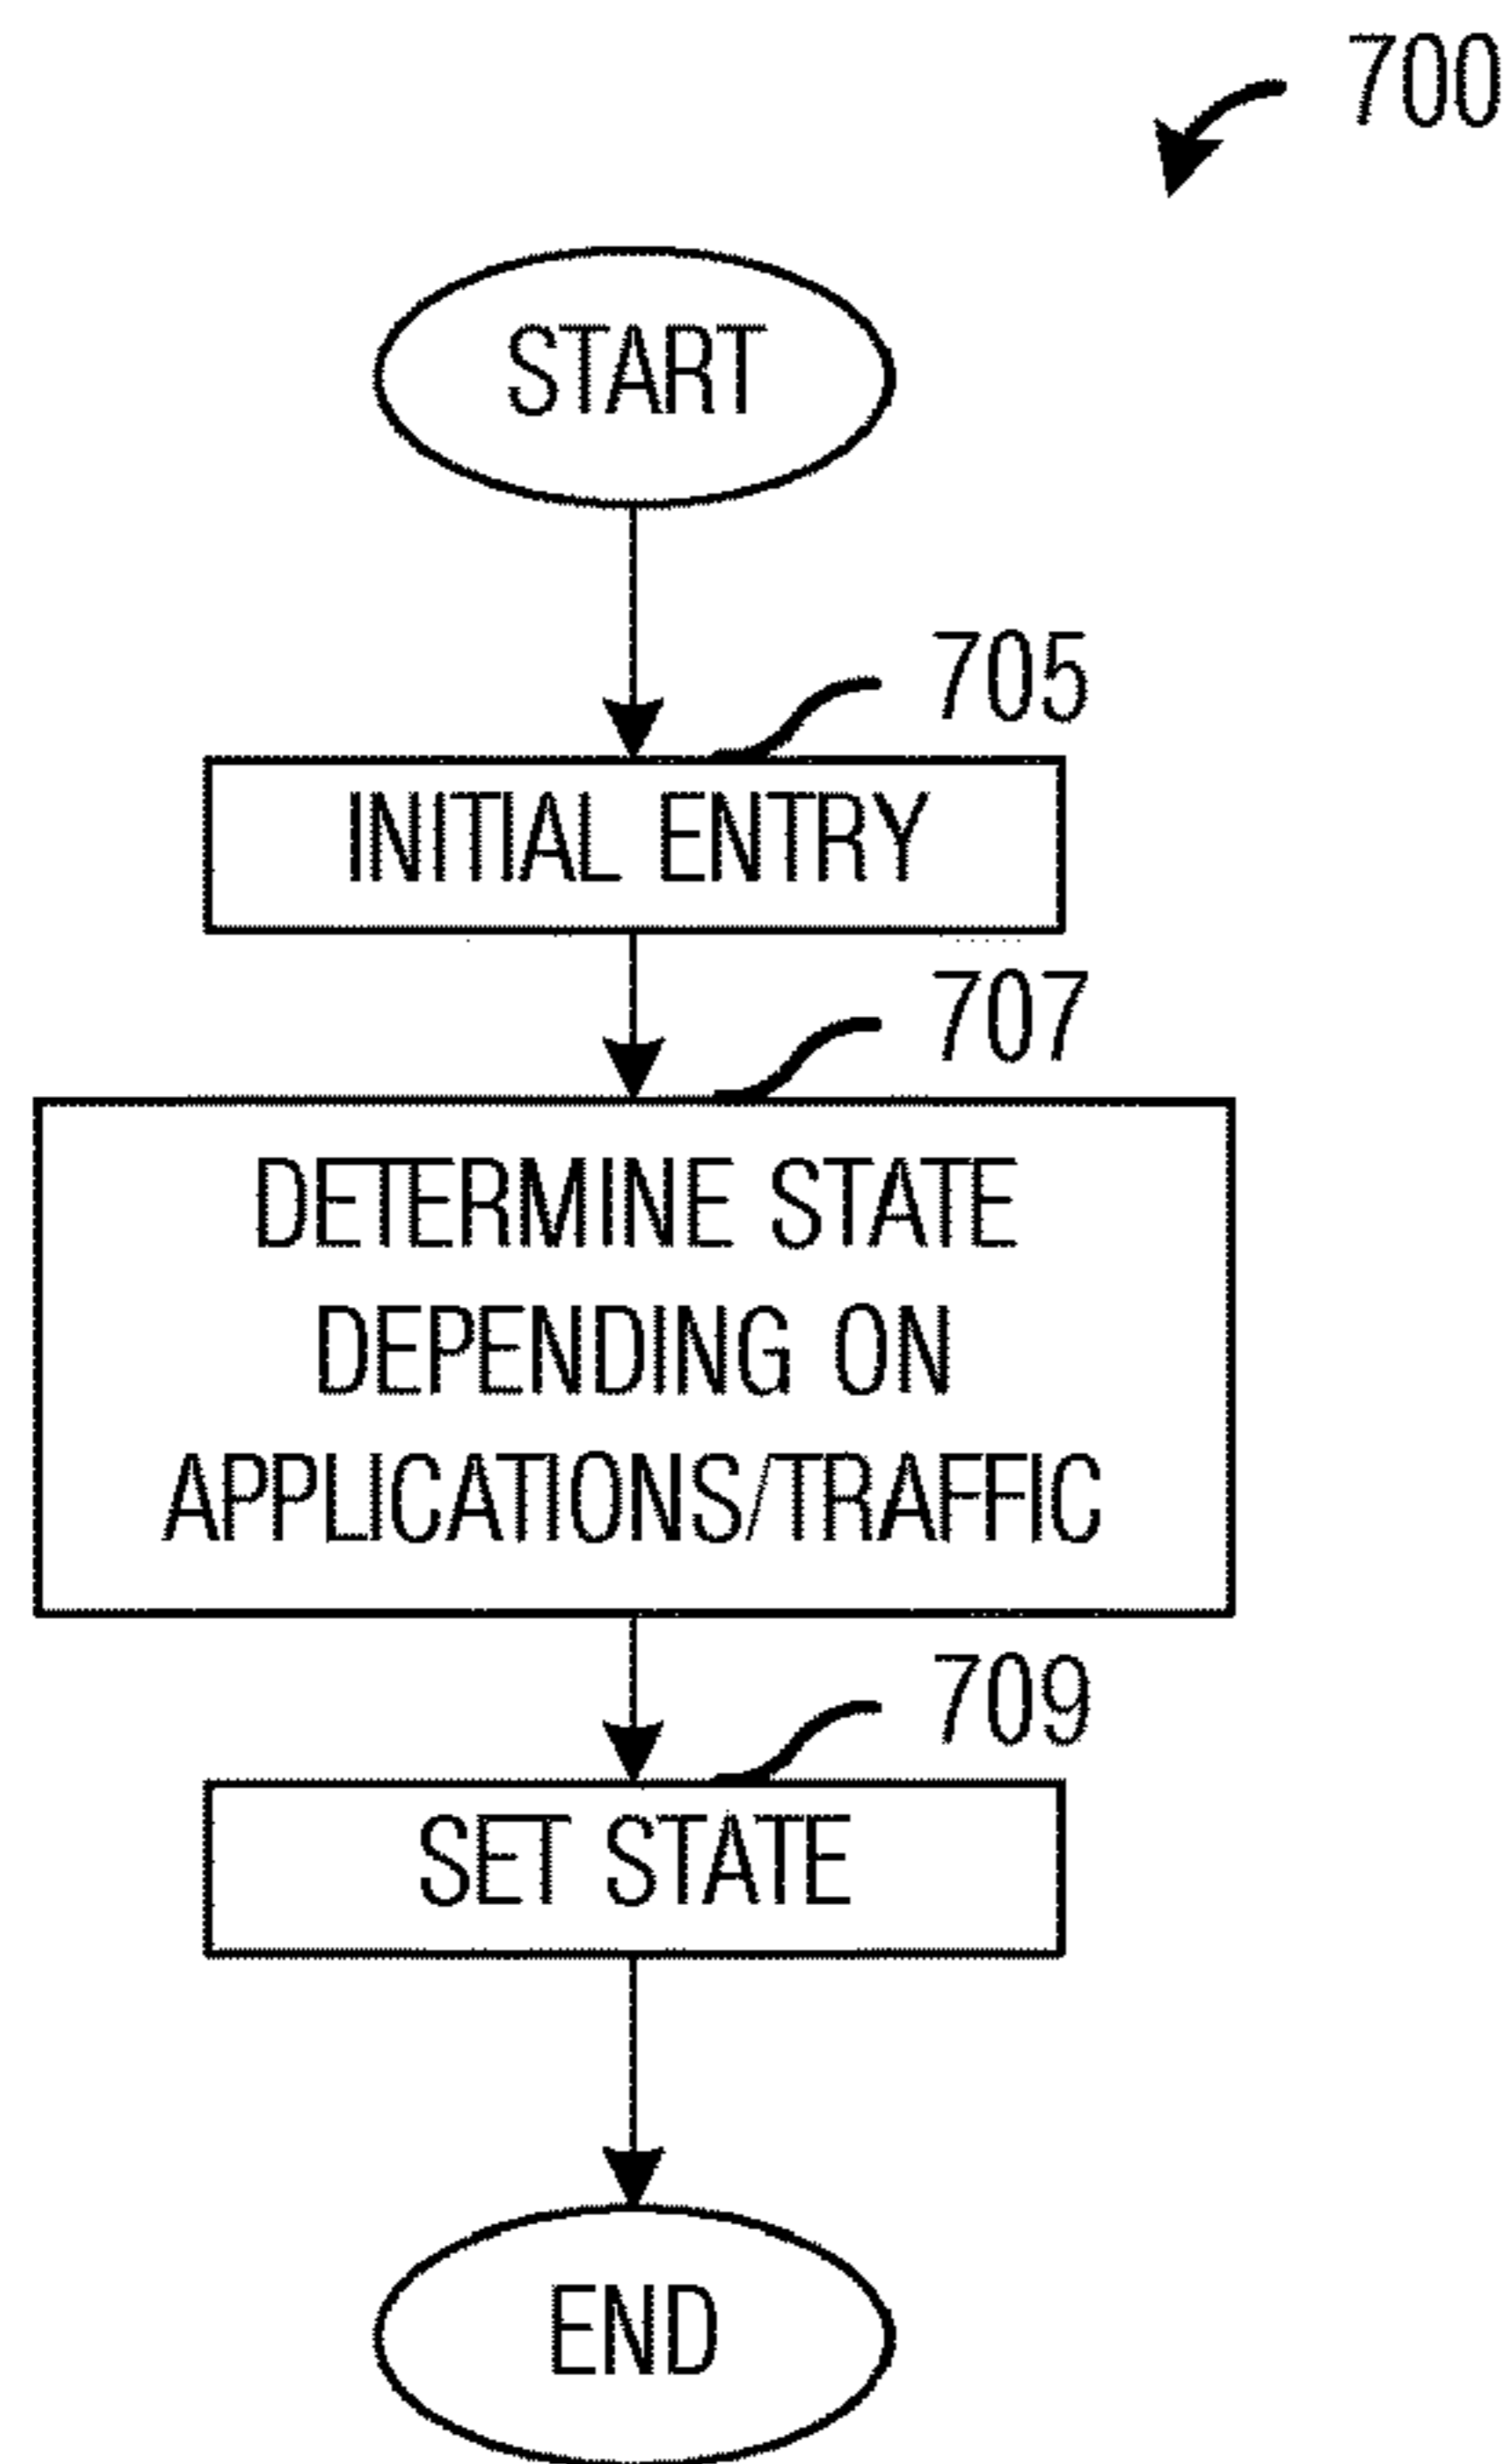 700
START
705
INITIAL ENTRY
707
DETERMINE STATE
DEPENDING ON
APPLICATIONS/TRAFFIC
709
SET STATE
END